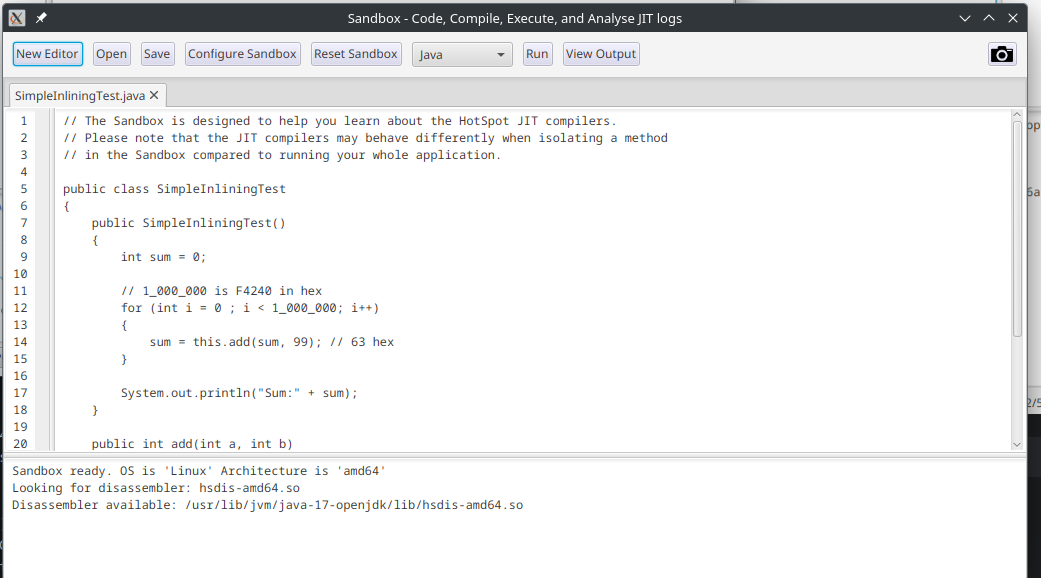 Sandbox - Code, Compile, Execute, and Analyse JIT logs
New Editor Open Save Configure Sandbox Reset Sandbox Java Run View Output
SimpleInliningTest.java
1 // The Sandbox is designed to help you learn about the HotSpot JIT compilers.
2 // Please note that the JIT compilers may behave differently when isolating a method
3 // in the Sandbox compared to running your whole application.
4
5 public class SimpleInliningTest
6 {
7     public SimpleInliningTest()
8     {
9         int sum = 0;
10
11         // 1_000_000 is F4240 in hex
12         for (int i = 0 ; i < 1_000_000; i++)
13         {
14             sum = this.add(sum, 99); // 63 hex
15         }
16
17         System.out.println("Sum:" + sum);
18     }
19
20     public int add(int a, int b)
Sandbox ready. OS is 'Linux' Architecture is 'amd64'
Looking for disassembler: hsdis-amd64.so
Disassembler available: /usr/lib/jvm/java-17-openjdk/lib/hsdis-amd64.so